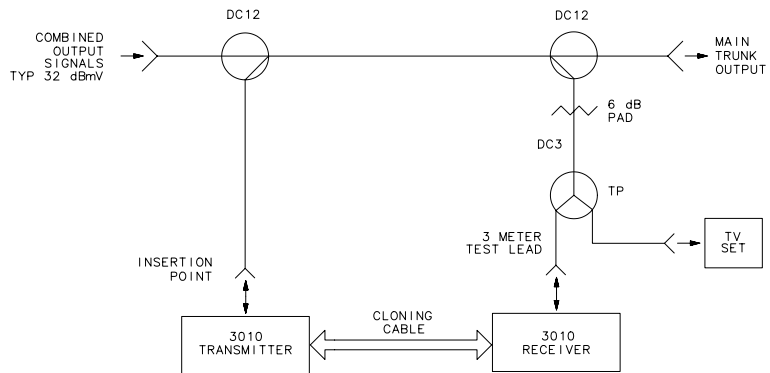 DC12
DC12
COMBINED
OUTPUT
SIGNALS
TYP 32 dBmV
MAIN
TRUNK
OUTPUT
6 dB
PAD
DC3
TP
3 METER
TEST LEAD
TV
SET
INSERTION
POINT
CLONING
CABLE
3010
TRANSMITTER
3010
RECEIVER